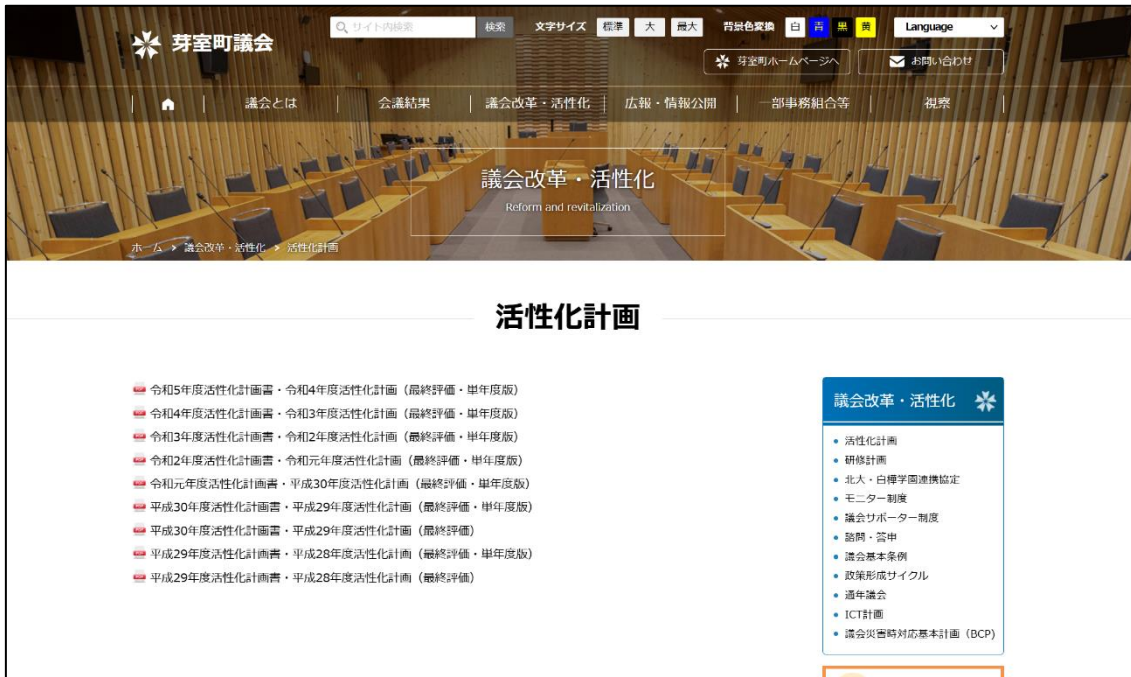 芽室町議会
サイト内検索 検索 文字サイズ 標準 大 最大 背景色変換 白 青 黒 黄 Language
芽室町ホームページへ お問い合わせ
議会とは 会議結果 議会改革・活性化 広報・情報公開 一部事務組合等 視察
議会改革・活性化
Reform and revitalization
ホーム > 議会改革・活性化 > 活性化計画
活性化計画
令和5年度活性化計画書・令和4年度活性化計画（最終評価・単年度版）
令和4年度活性化計画書・令和3年度活性化計画（最終評価・単年度版）
令和3年度活性化計画書・令和2年度活性化計画（最終評価・単年度版）
令和2年度活性化計画書・令和元年度活性化計画（最終評価・単年度版）
令和元年度活性化計画書・平成30年度活性化計画（最終評価・単年度版）
平成30年度活性化計画書・平成29年度活性化計画（最終評価・単年度版）
平成30年度活性化計画書・平成29年度活性化計画（最終評価）
平成29年度活性化計画書・平成28年度活性化計画（最終評価・単年度版）
平成29年度活性化計画書・平成28年度活性化計画（最終評価）
議会改革・活性化
活性化計画
研修計画
北大・白樺学園連携協定
モニター制度
議会サポーター制度
諮問・答申
議会基本条例
政策形成サイクル
通年議会
ICT計画
議会災害時対応基本計画（BCP）